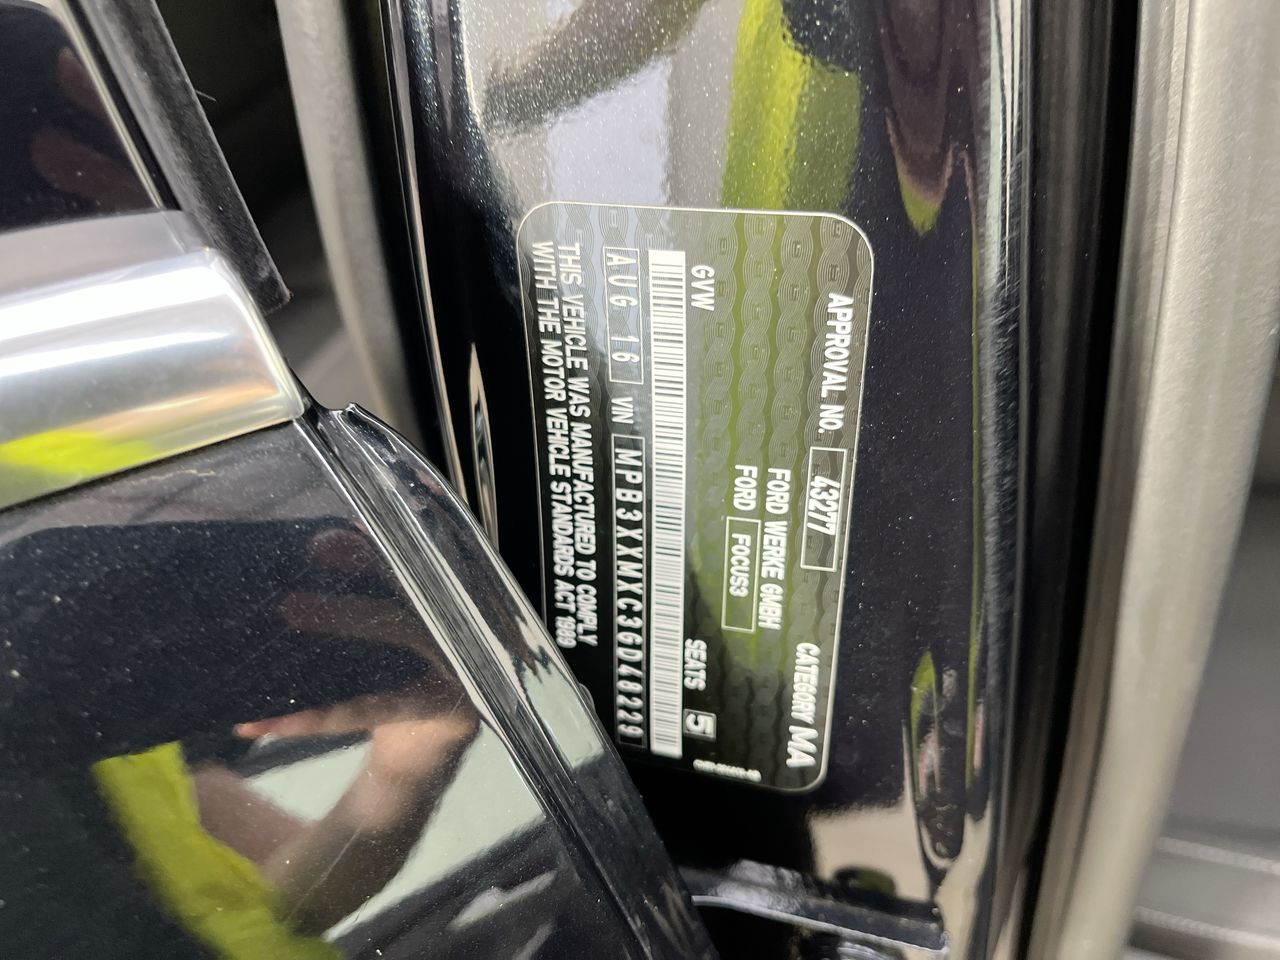 APPROVAL NO. 43277 CATEGORY MA
FORD WERKE GMBH
FORD FOCUS3
GVW SEATS 5
AUG 16 VIN MPB3XXMXC3GD48229
THIS VEHICLE WAS MANUFACTURED TO COMPLY
WITH THE MOTOR VEHICLE STANDARDS ACT 1989